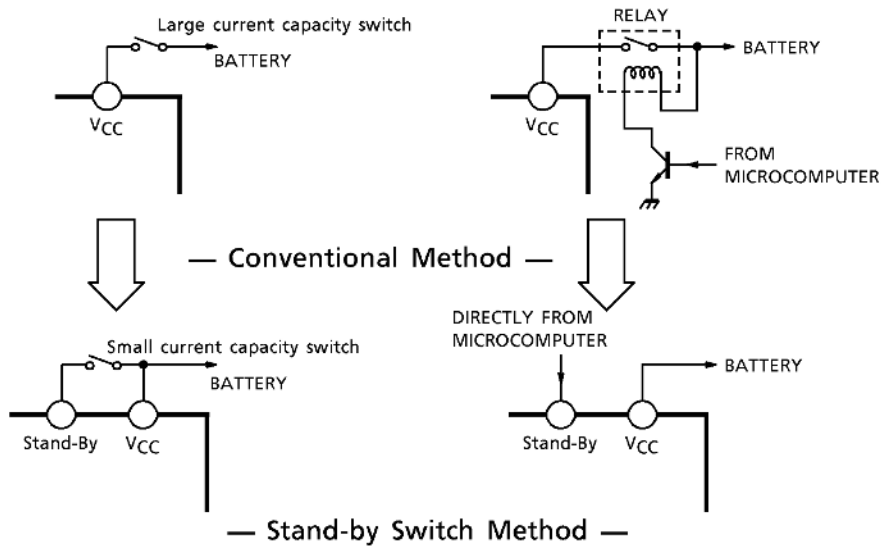 Large current capacity switch
BATTERY
VCC
RELAY
BATTERY
VCC
FROM
MICROCOMPUTER
— Conventional Method —
Small current capacity switch
BATTERY
Stand-By
VCC
DIRECTLY FROM
MICROCOMPUTER
BATTERY
Stand-By
VCC
— Stand-by Switch Method —